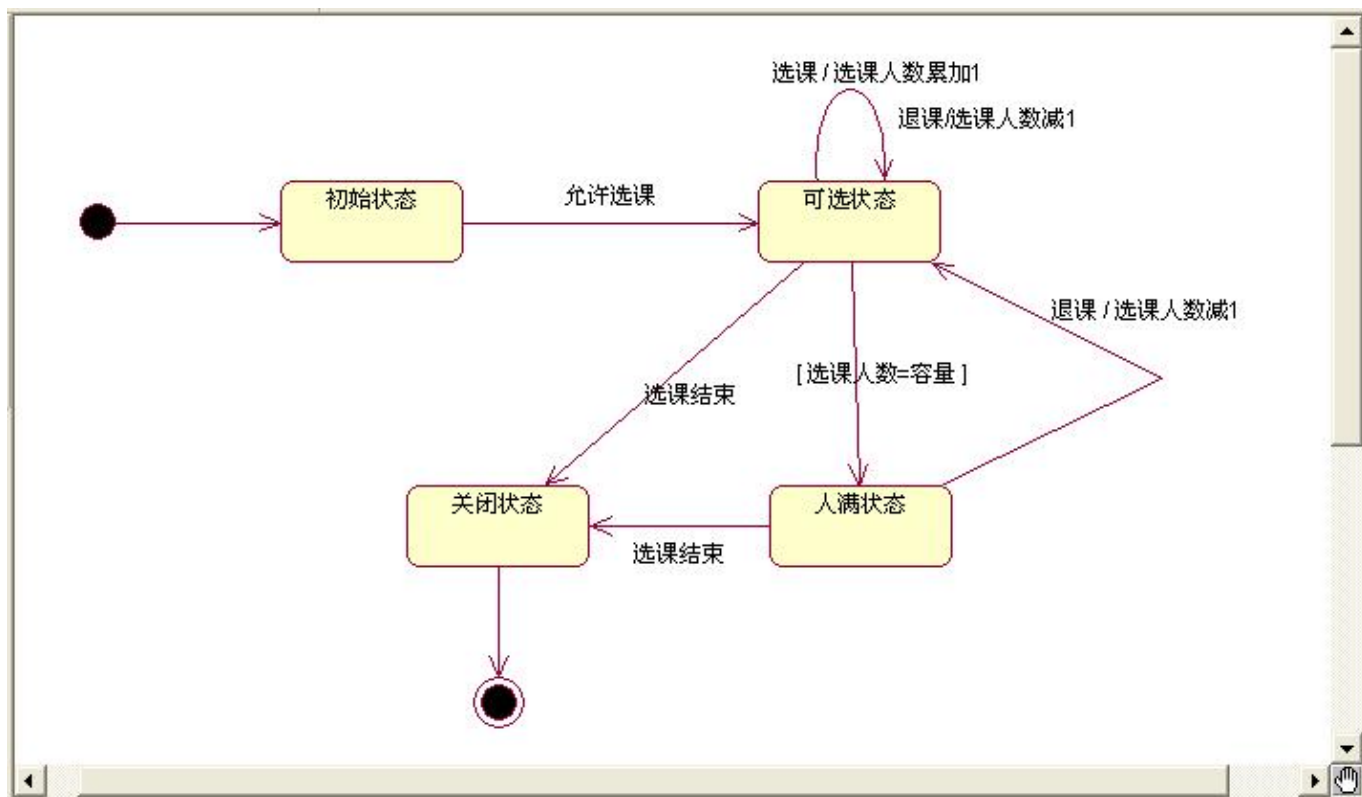 选课 / 选课人数累加1
退课/选课人数减1
初始状态
允许选课
可选状态
退课 / 选课人数减1
[ 选课人数=容量 ]
选课结束
关闭状态
人满状态
选课结束